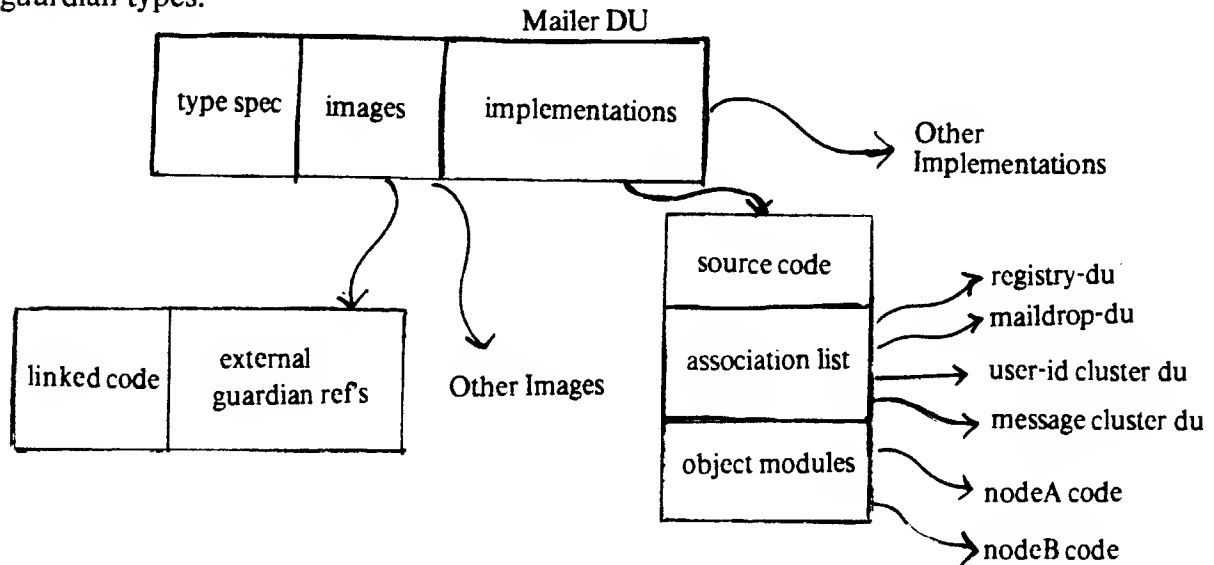 guardian types.
Mailer DU
type spec
images
implementations
Other
Implementations
source code
registry-du
maildrop-du
association list
user-id cluster du
message cluster du
linked code
external
guardian ref's
Other Images
object modules
nodeA code
nodeB code